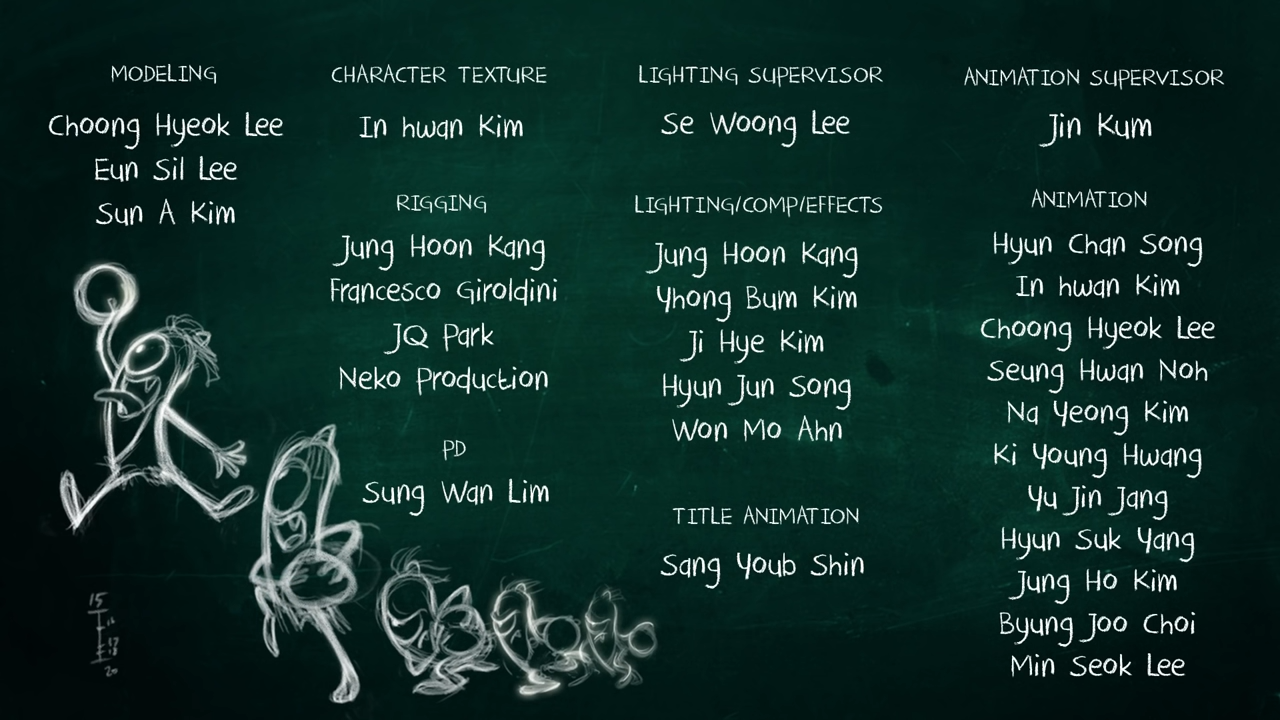 MODELING
Choong Hyeok Lee
Eun Sil Lee
Sun A Kim
CHARACTER TEXTURE
In hwan Kim
RIGGING
Jung Hoon Kang
Francesco Giroldini
JQ Park
Neko Production
PD
Sung Wan Lim
LIGHTING SUPERVISOR
Se Woong Lee
LIGHTING/COMP/EFFECTS
Jung Hoon Kang
Yhong Bum Kim
Ji Hye Kim
Hyun Jun Song
Won Mo Ahn
TITLE ANIMATION
Sang Youb Shin
ANIMATION SUPERVISOR
Jin Kum
ANIMATION
Hyun Chan Song
In hwan Kim
Choong Hyeok Lee
Seung Hwan Noh
Na Yeong Kim
Ki Young Hwang
Yu Jin Jang
Hyun Suk Yang
Jung Ho Kim
Byung Joo Choi
Min Seok Lee
15
20